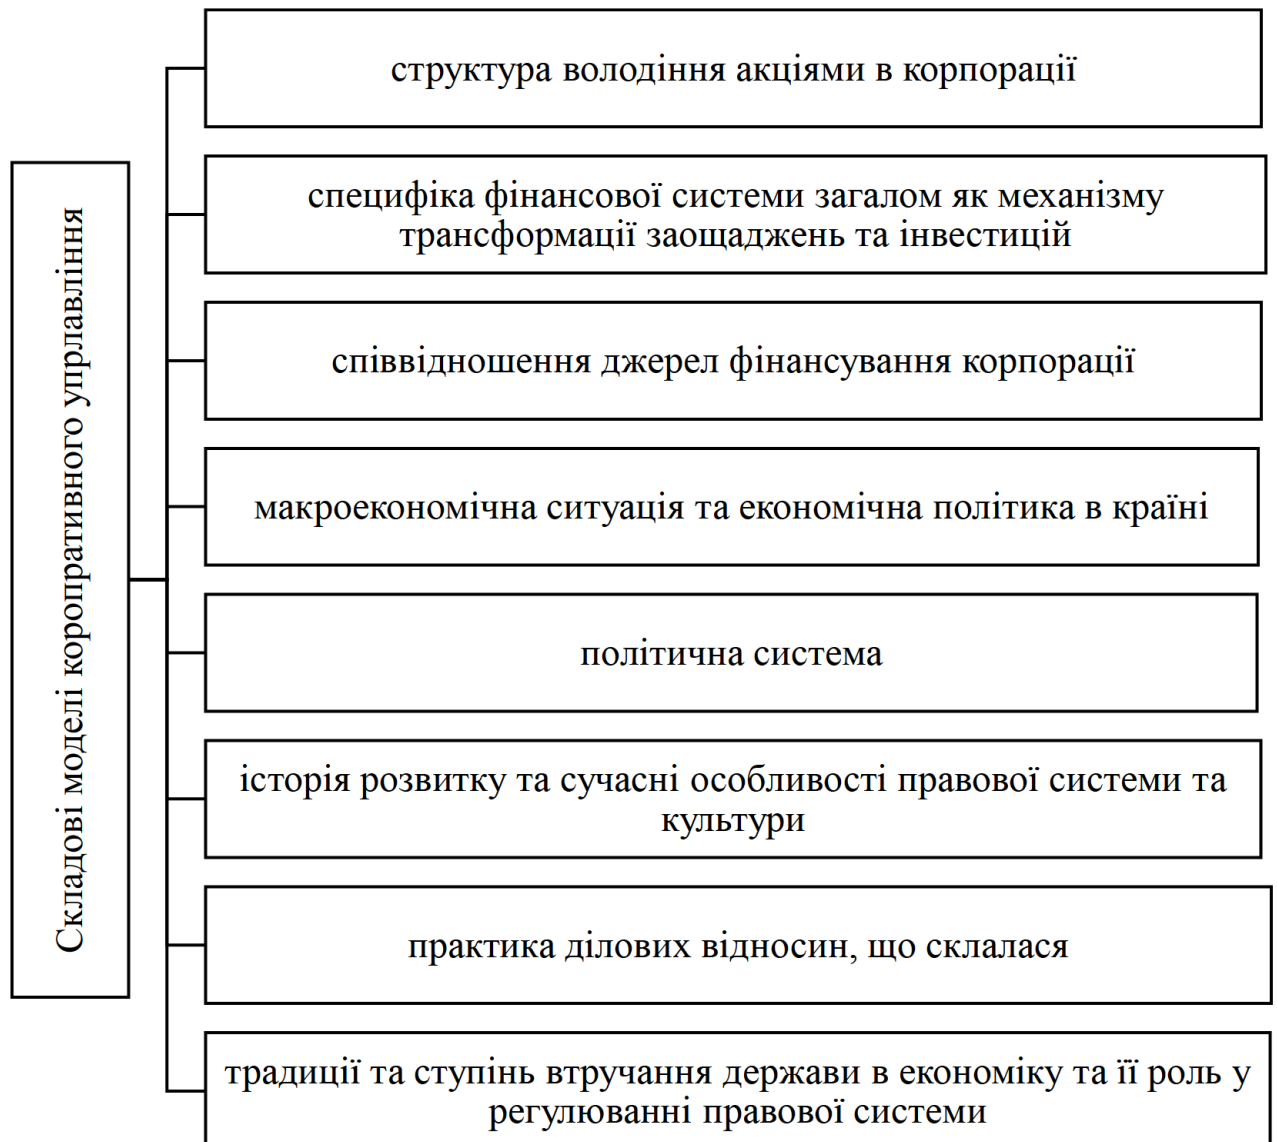 Складові моделі коропративного упрлавління
структура володіння акціями в корпорації
специфіка фінансової системи загалом як механізму
трансформації заощаджень та інвестицій
співвідношення джерел фінансування корпорації
макроекономічна ситуація та економічна політика в країні
політична система
історія розвитку та сучасні особливості правової системи та
культури
практика ділових відносин, що склалася
традиції та ступінь втручання держави в економіку та її роль у
регулюванні правової системи